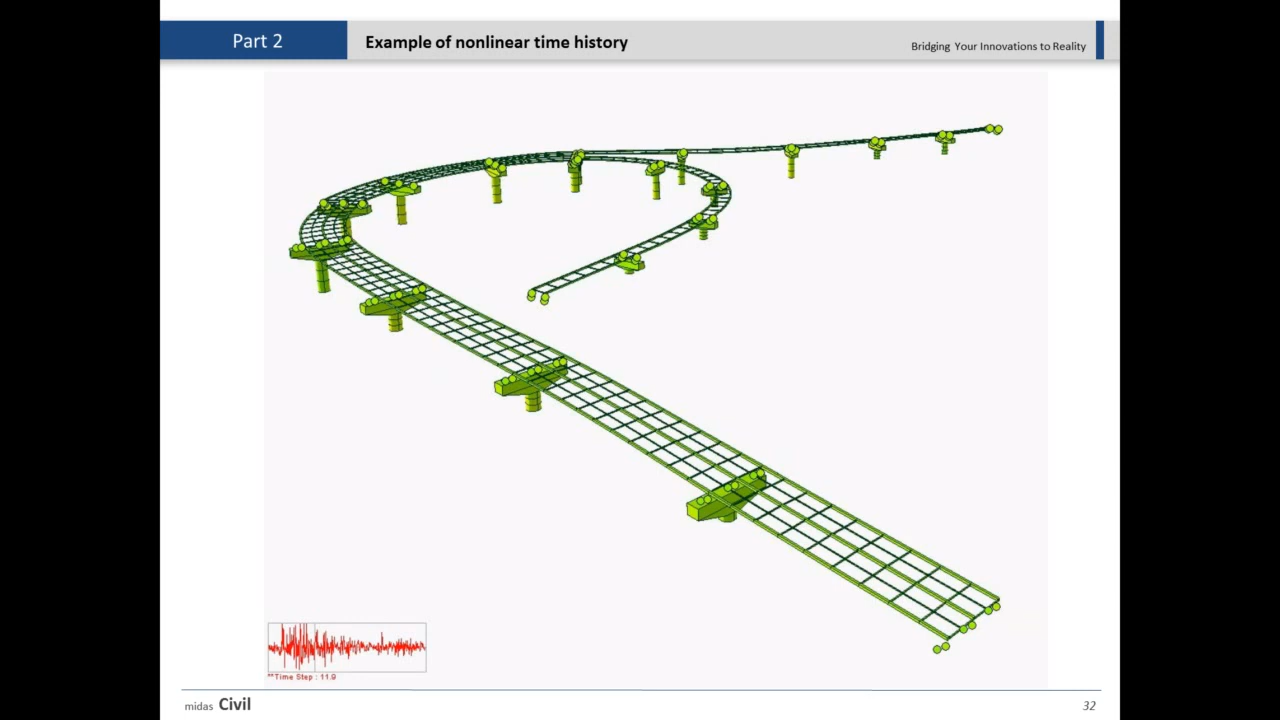 Part 2
Example of nonlinear time history
Bridging Your Innovations to Reality
**Time Step : 11.9
midas Civil
32